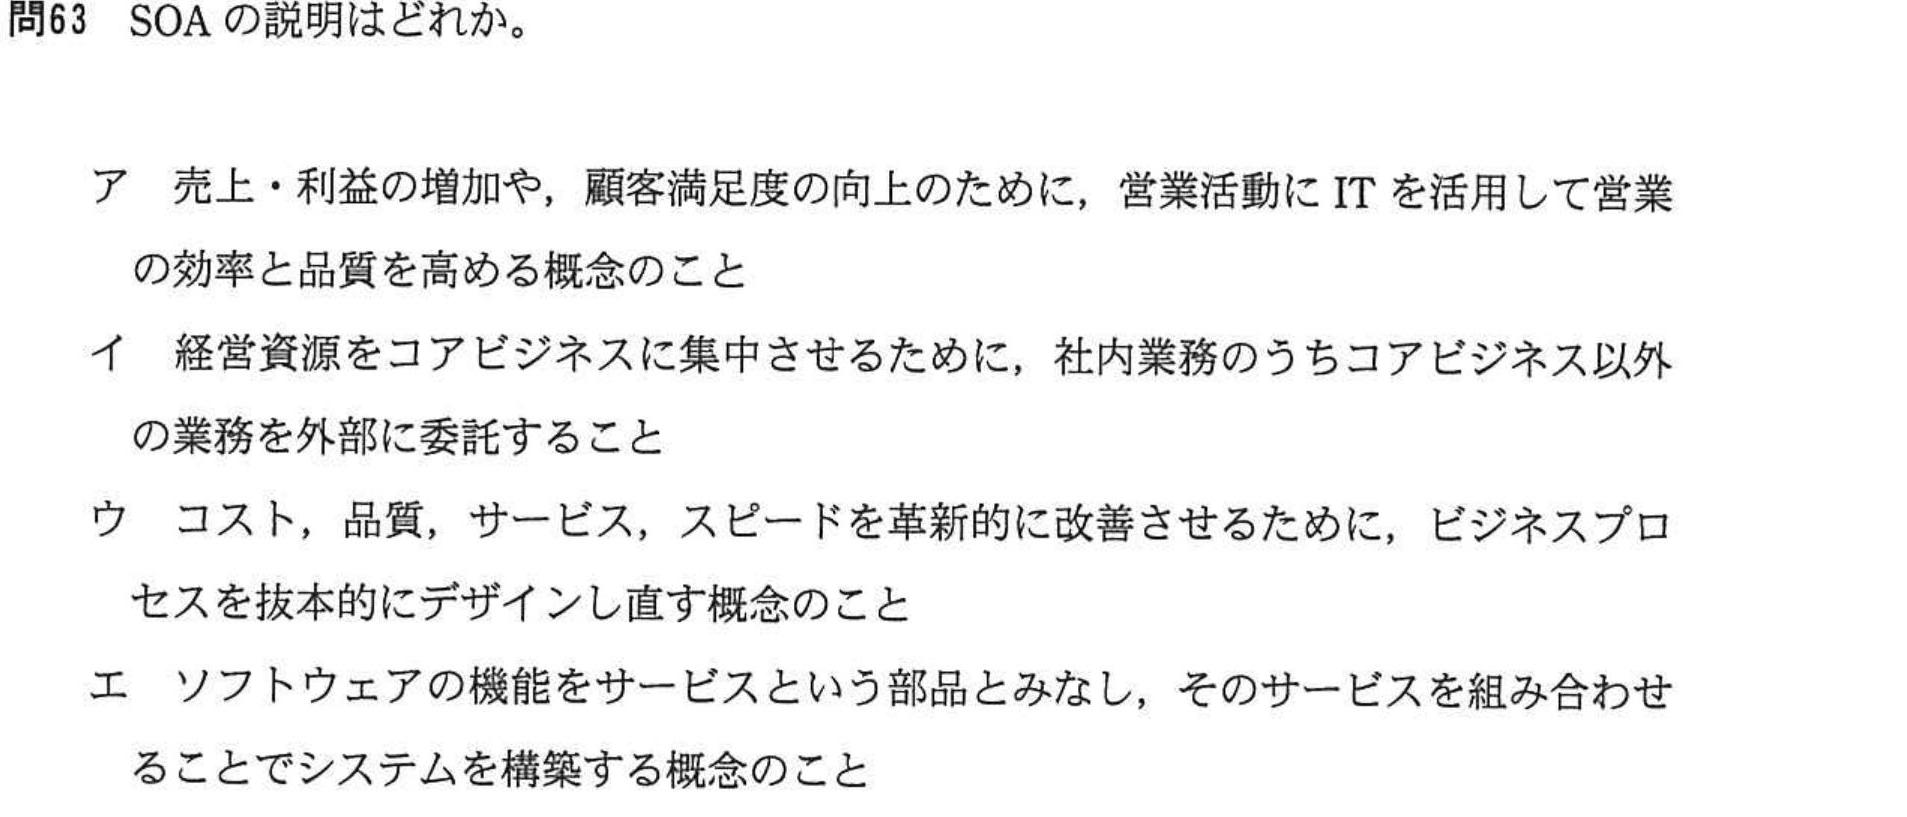 問63 SOA の説明はどれか。
ア 売上・利益の増加や，顧客満足度の向上のために，営業活動に IT を活用して営業
の効率と品質を高める概念のこと
イ 経営資源をコアビジネスに集中させるために，社内業務のうちコアビジネス以外
の業務を外部に委託すること
ウ コスト，品質，サービス，スピードを革新的に改善させるために，ビジネスプロ
セスを抜本的にデザインし直す概念のこと
エ ソフトウェアの機能をサービスという部品とみなし，そのサービスを組み合わせ
ることでシステムを構築する概念のこと